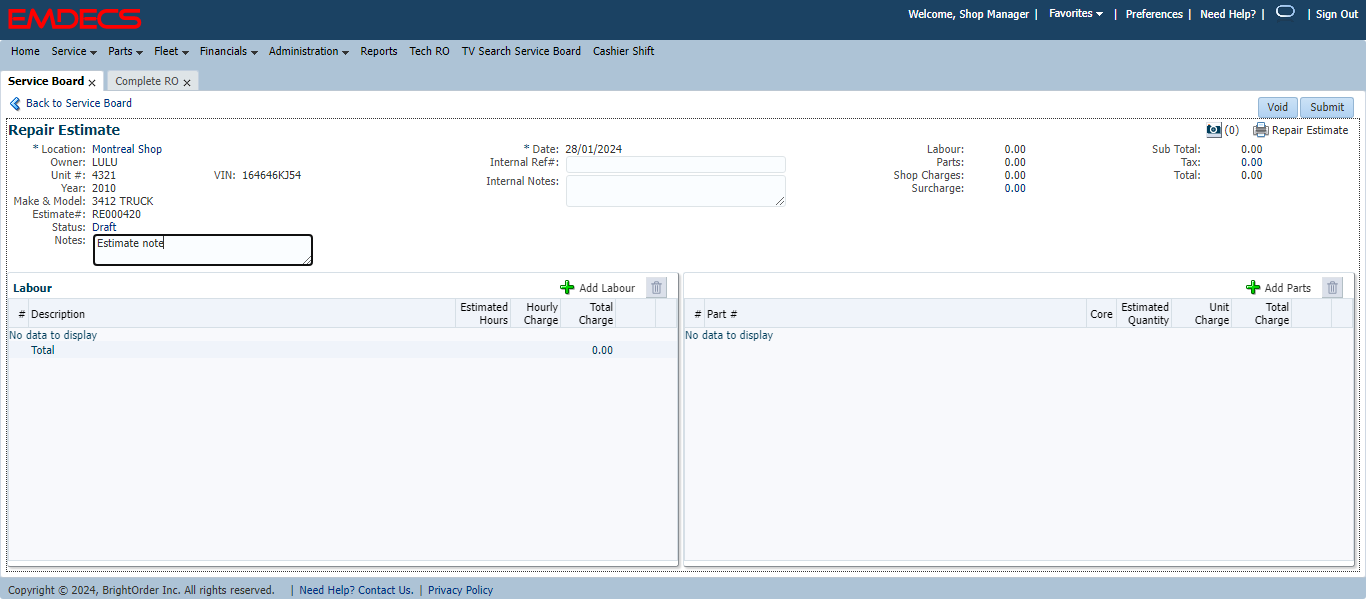 EMDECS
Welcome, Shop Manager | Favorites | Preferences | Need Help? | | Sign Out
Home Service Parts Fleet Financials Administration Reports Tech RO TV Search Service Board Cashier Shift
Service Board x Complete RO x
Back to Service Board
Void Submit
Repair Estimate
(0) Repair Estimate
* Location: Montreal Shop
Owner: LULU
Unit #: 4321 VIN: 164646KJ54
Year: 2010
Make & Model: 3412 TRUCK
Estimate#: RE000420
Status: Draft
Notes: Estimate note
* Date: 28/01/2024
Internal Ref#:
Internal Notes:
Labour: 0.00
Parts: 0.00
Shop Charges: 0.00
Surcharge: 0.00
Sub Total: 0.00
Tax: 0.00
Total: 0.00
Labour Add Labour
# Description Estimated Hours Hourly Charge Total Charge
No data to display
Total 0.00
Add Parts
# Part # Core Estimated Quantity Unit Charge Total Charge
No data to display
Copyright © 2024, BrightOrder Inc. All rights reserved. | Need Help? Contact Us. | Privacy Policy